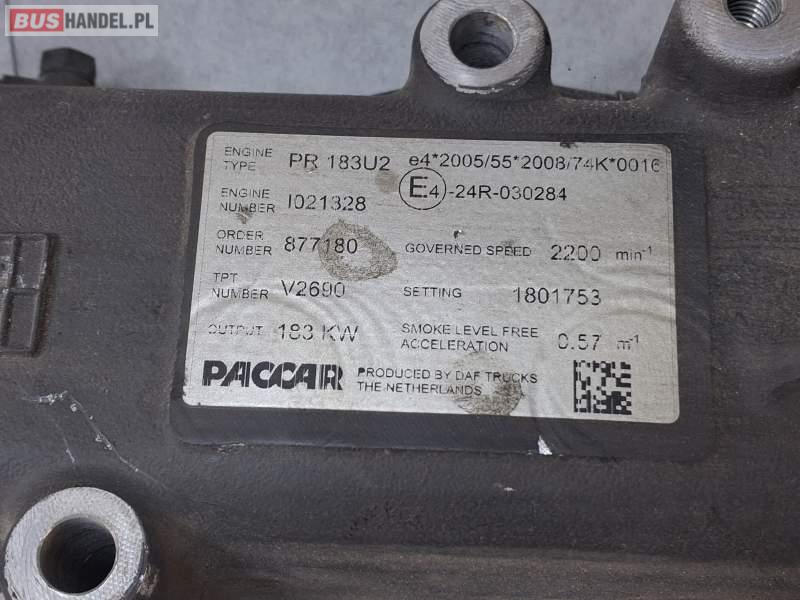 BUSHANDEL.PL
ENGINE TYPE PR 183U2 e4*2005/55*2008/74K*0016
E4-24R-030284
ENGINE NUMBER I021328
ORDER NUMBER 877180 GOVERNED SPEED 2200 min-1
TPT NUMBER V2690 SETTING 1801753
OUTPUT 183 KW SMOKE LEVEL FREE ACCELERATION 0.57 m-1
PACCAR PRODUCED BY DAF TRUCKS
THE NETHERLANDS